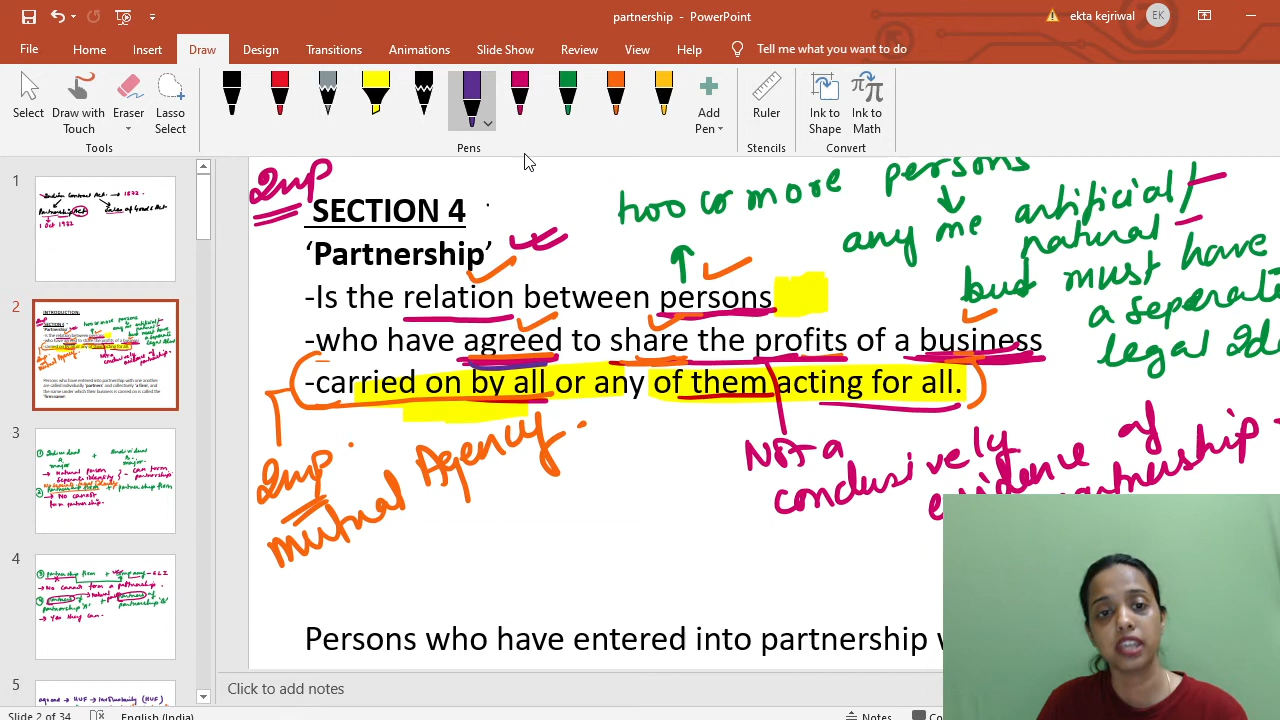 partnership - PowerPoint
ekta kejriwal EK
File Home Insert Draw Design Transitions Animations Slide Show Review View Help Tell me what you want to do
Select Draw with Touch Eraser Lasso Select Add Pen Ruler Ink to Shape Ink to Math
Tools Pens Stencils Convert
1
2
3
4
5
Imp
SECTION 4
'Partnership'
two or more persons
any me artificial
natural
but must have
a separate
legal Ide
-Is the relation between persons
-who have agreed to share the profits of a business
-carried on by all or any of them acting for all.
Imp
mutual Agency.
Not a
conclusively
evidence of
partnership.
Persons who have entered into partnership
Click to add notes
Slide 2 of 34 English (India) Notes